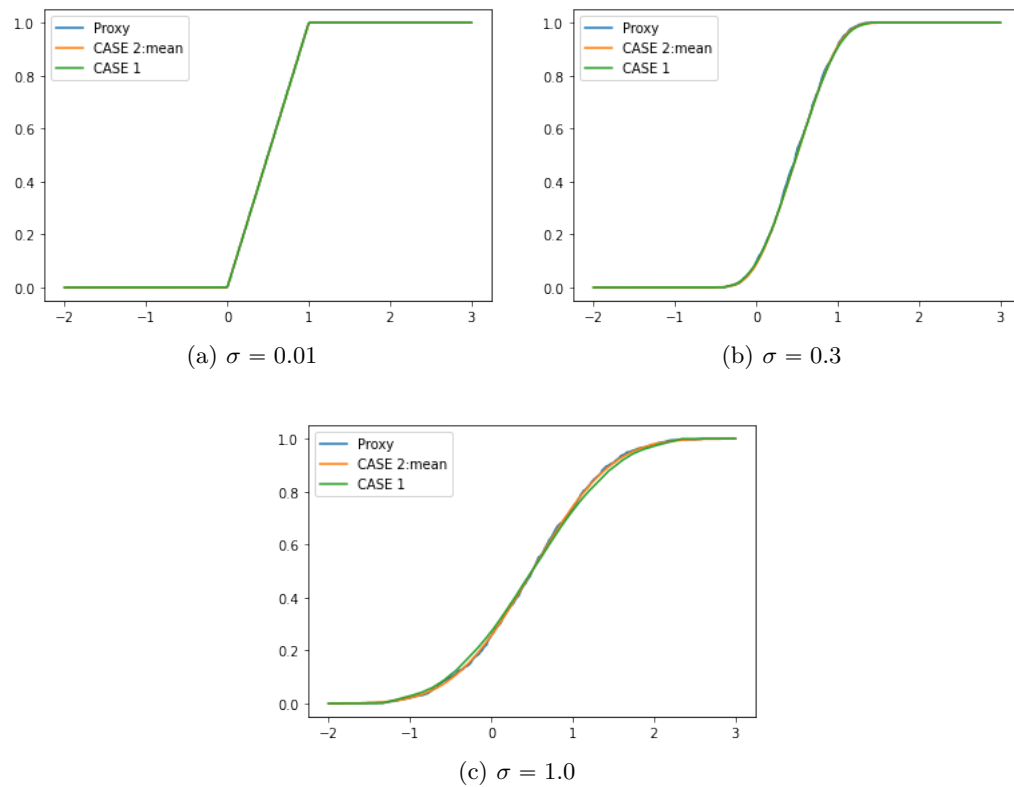 Proxy
CASE 2:mean
CASE 1
1.0
0.8
0.6
0.4
0.2
0.0
−2 −1 0 1 2 3
(a) σ = 0.01
Proxy
CASE 2:mean
CASE 1
1.0
0.8
0.6
0.4
0.2
0.0
−2 −1 0 1 2 3
(b) σ = 0.3
Proxy
CASE 2:mean
CASE 1
1.0
0.8
0.6
0.4
0.2
0.0
−2 −1 0 1 2 3
(c) σ = 1.0